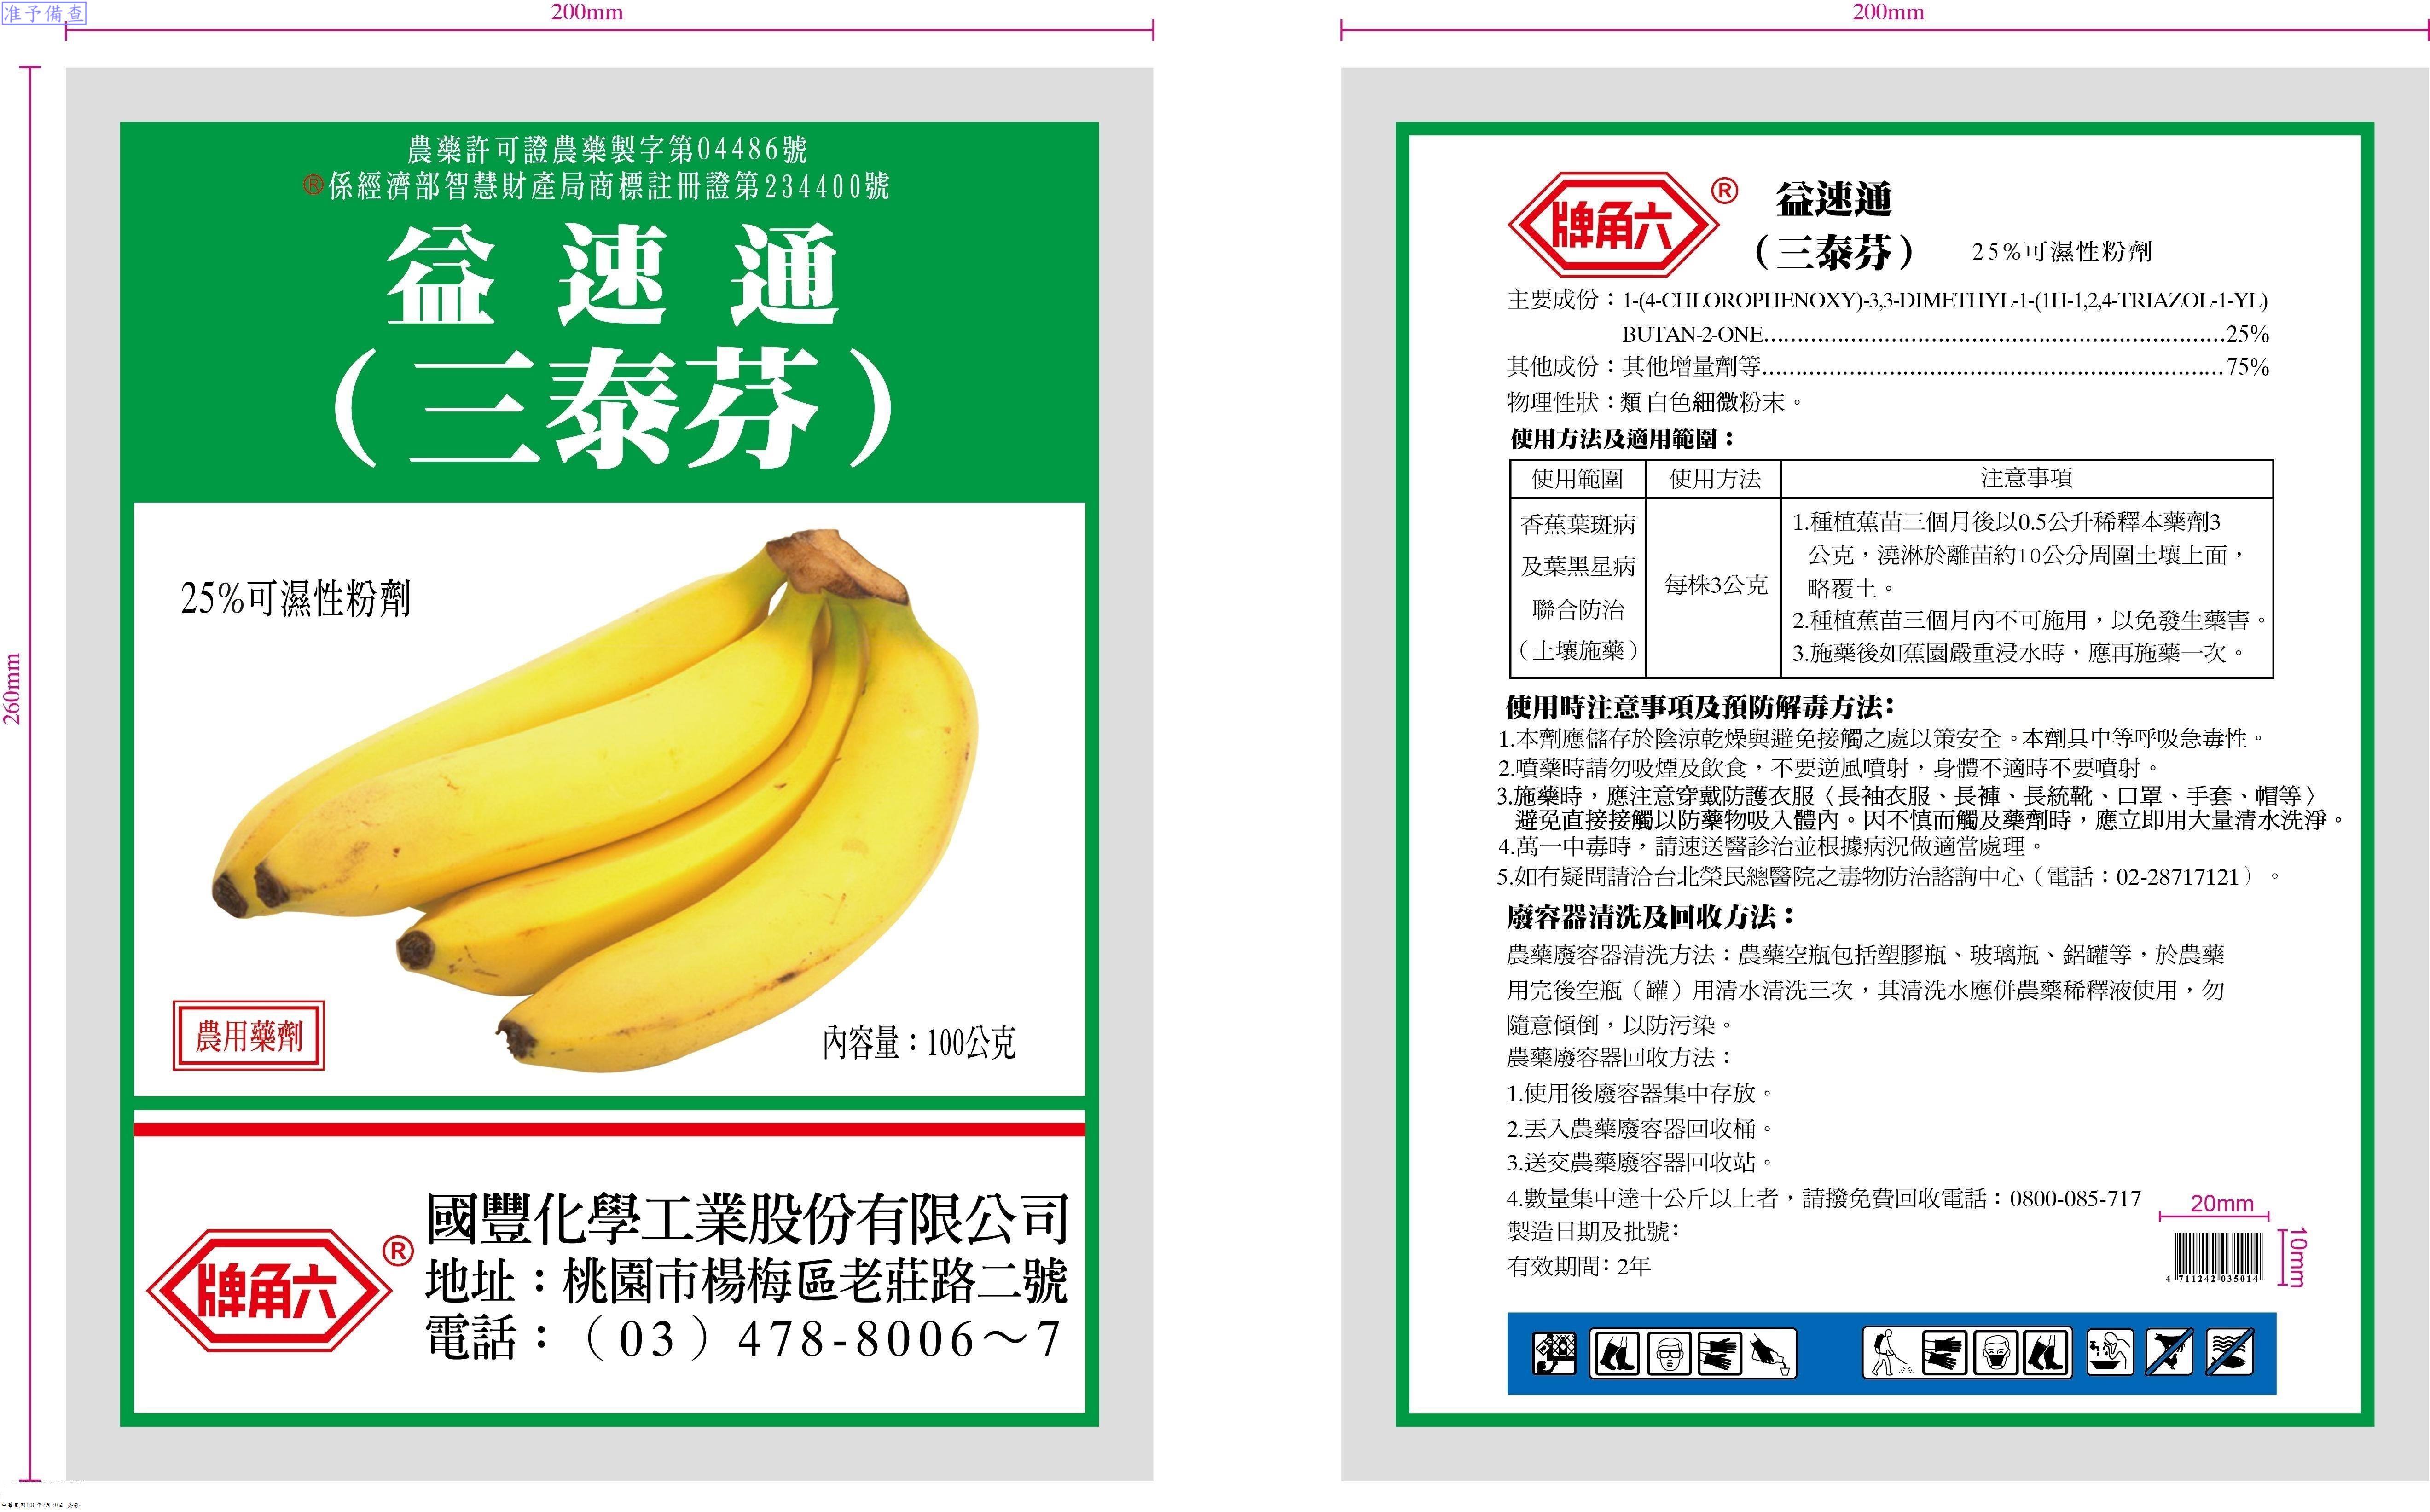 准予備查
200mm
200mm
260mm
農藥許可證農藥製字第04486號
®係經濟部智慧財產局商標註冊證第234400號
益速通
（三泰芬）
25%可濕性粉劑
農用藥劑
內容量：100公克
牌角六®
國豐化學工業股份有限公司
地址：桃園市楊梅區老莊路二號
電話：（03）478-8006～7
牌角六®
益速通
（三泰芬） 25%可濕性粉劑
主要成份：1-(4-CHLOROPHENOXY)-3,3-DIMETHYL-1-(1H-1,2,4-TRIAZOL-1-YL)
BUTAN-2-ONE.....................................................................25%
其他成份：其他增量劑等.....................................................................75%
物理性狀：類白色細微粉末。
使用方法及適用範圍：
使用範圍 使用方法 注意事項
香蕉葉斑病
及葉黑星病
聯合防治
（土壤施藥）
每株3公克
1.種植蕉苗三個月後以0.5公升稀釋本藥劑3
公克，澆淋於離苗約10公分周圍土壤上面，
略覆土。
2.種植蕉苗三個月內不可施用，以免發生藥害。
3.施藥後如蕉園嚴重浸水時，應再施藥一次。
使用時注意事項及預防解毒方法：
1.本劑應儲存於陰涼乾燥與避免接觸之處以策安全。本劑具中等呼吸急毒性。
2.噴藥時請勿吸煙及飲食，不要逆風噴射，身體不適時不要噴射。
3.施藥時，應注意穿戴防護衣服〈長袖衣服、長褲、長統靴、口罩、手套、帽等〉
避免直接接觸以防藥物吸入體內。因不慎而觸及藥劑時，應立即用大量清水洗淨。
4.萬一中毒時，請速送醫診治並根據病況做適當處理。
5.如有疑問請洽台北榮民總醫院之毒物防治諮詢中心（電話：02-28717121）。
廢容器清洗及回收方法：
農藥廢容器清洗方法：農藥空瓶包括塑膠瓶、玻璃瓶、鋁罐等，於農藥
用完後空瓶（罐）用清水清洗三次，其清洗水應併農藥稀釋液使用，勿
隨意傾倒，以防污染。
農藥廢容器回收方法：
1.使用後廢容器集中存放。
2.丟入農藥廢容器回收桶。
3.送交農藥廢容器回收站。
4.數量集中達十公斤以上者，請撥免費回收電話：0800-085-717
製造日期及批號：
有效期間：2年
20mm
10mm
4 711242 035014
中華民國108年2月20日 簽發